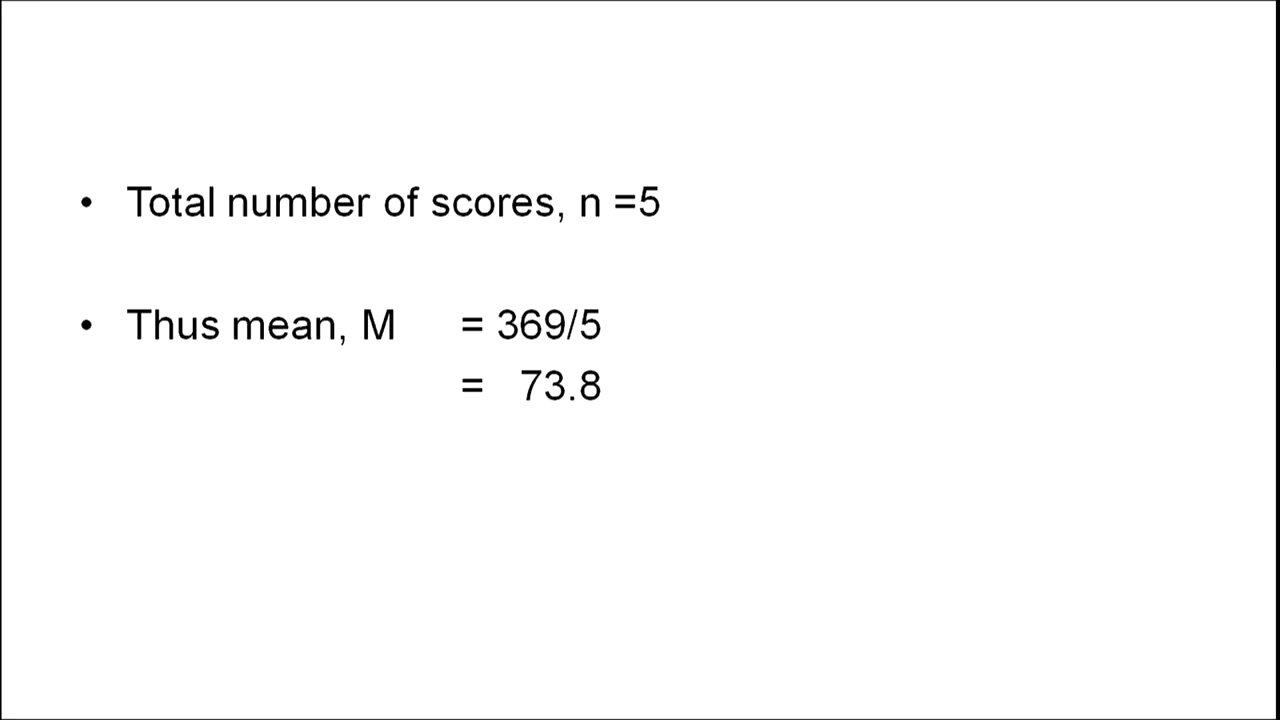 • Total number of scores, n =5
• Thus mean, M = 369/5
= 73.8